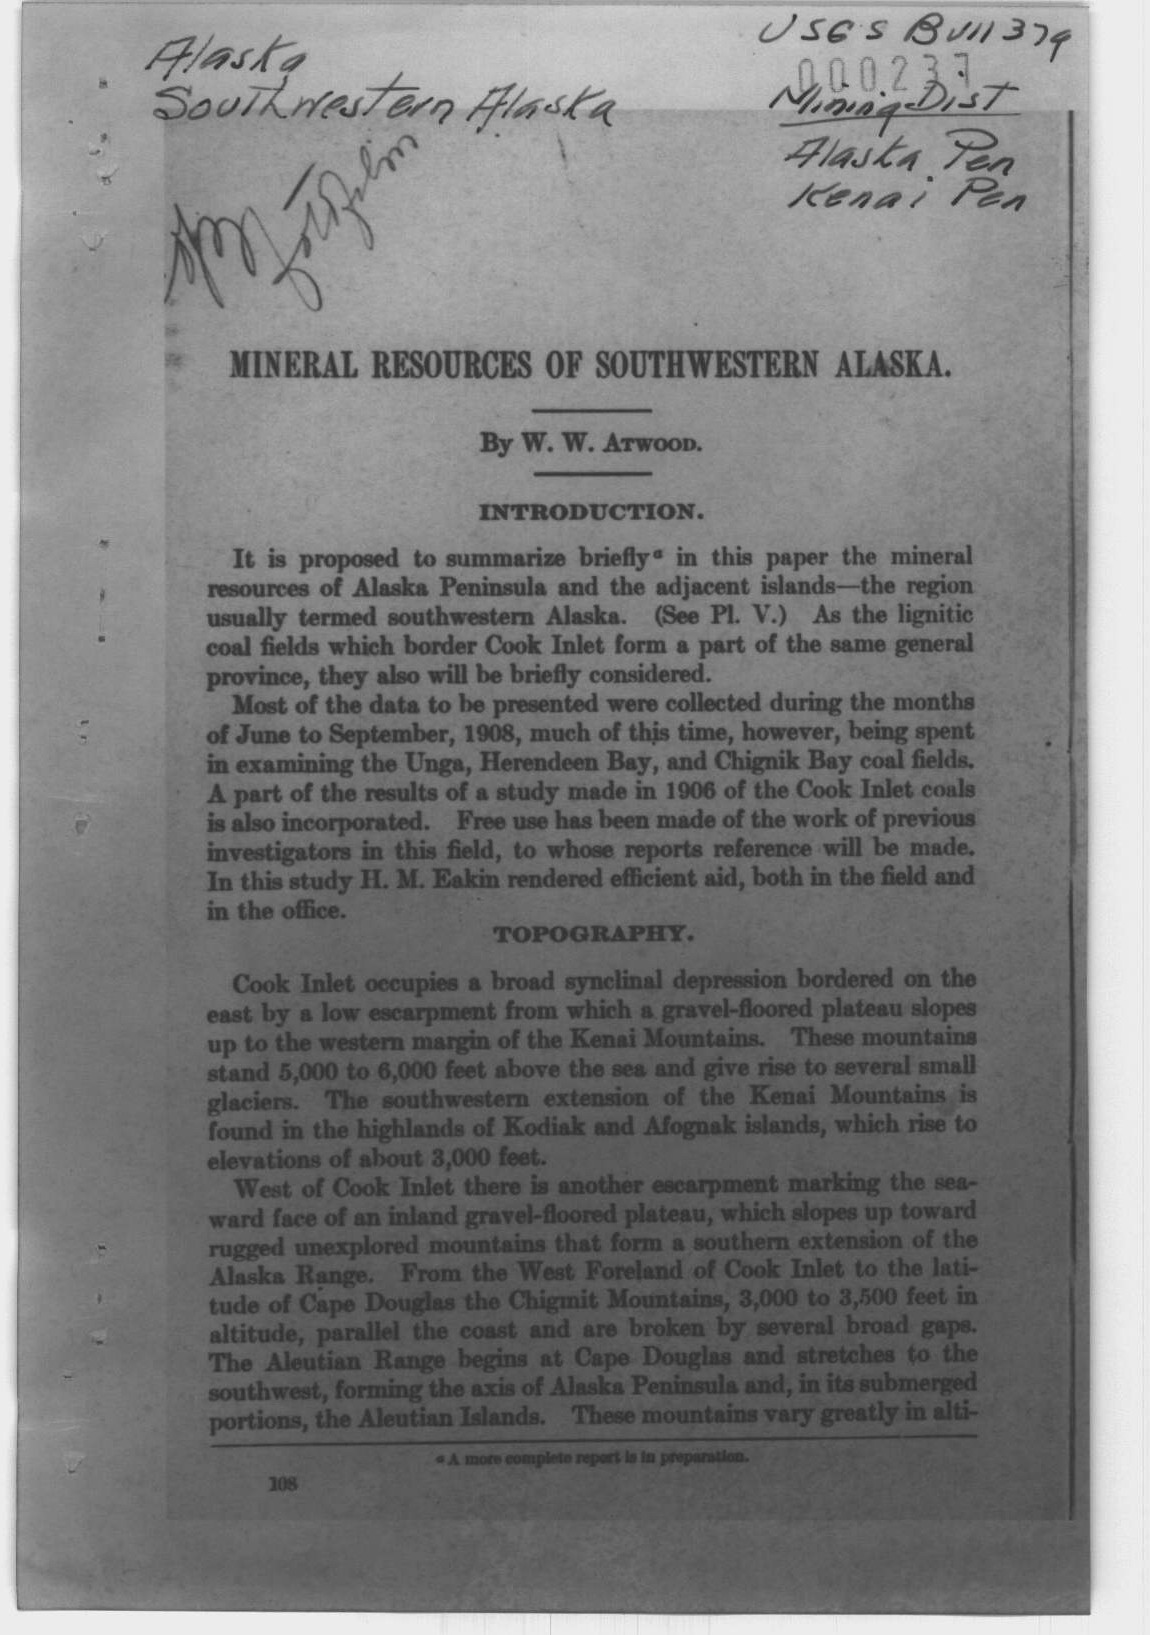 Alaska
Southwestern Alaska
USGS Bull 379
000237
Mining Dist
Alaska Pen
Kenai Pen
MINERAL RESOURCES OF SOUTHWESTERN ALASKA.
By W. W. ATWOOD.
INTRODUCTION.
It is proposed to summarize briefly a in this paper the mineral
resources of Alaska Peninsula and the adjacent islands—the region
usually termed southwestern Alaska. (See Pl. V.) As the lignitic
coal fields which border Cook Inlet form a part of the same general
province, they also will be briefly considered.
Most of the data to be presented were collected during the months
of June to September, 1908, much of this time, however, being spent
in examining the Unga, Herendeen Bay, and Chignik Bay coal fields.
A part of the results of a study made in 1906 of the Cook Inlet coals
is also incorporated. Free use has been made of the work of previous
investigators in this field, to whose reports reference will be made.
In this study H. M. Eakin rendered efficient aid, both in the field and
in the office.
TOPOGRAPHY.
Cook Inlet occupies a broad synclinal depression bordered on the
east by a low escarpment from which a gravel-floored plateau slopes
up to the western margin of the Kenai Mountains. These mountains
stand 5,000 to 6,000 feet above the sea and give rise to several small
glaciers. The southwestern extension of the Kenai Mountains is
found in the highlands of Kodiak and Afognak islands, which rise to
elevations of about 3,000 feet.
West of Cook Inlet there is another escarpment marking the sea-
ward face of an inland gravel-floored plateau, which slopes up toward
rugged unexplored mountains that form a southern extension of the
Alaska Range. From the West Foreland of Cook Inlet to the lati-
tude of Cape Douglas the Chigmit Mountains, 3,000 to 3,500 feet in
altitude, parallel the coast and are broken by several broad gaps.
The Aleutian Range begins at Cape Douglas and stretches to the
southwest, forming the axis of Alaska Peninsula and, in its submerged
portions, the Aleutian Islands. These mountains vary greatly in alti-
a A more complete report is in preparation.
108